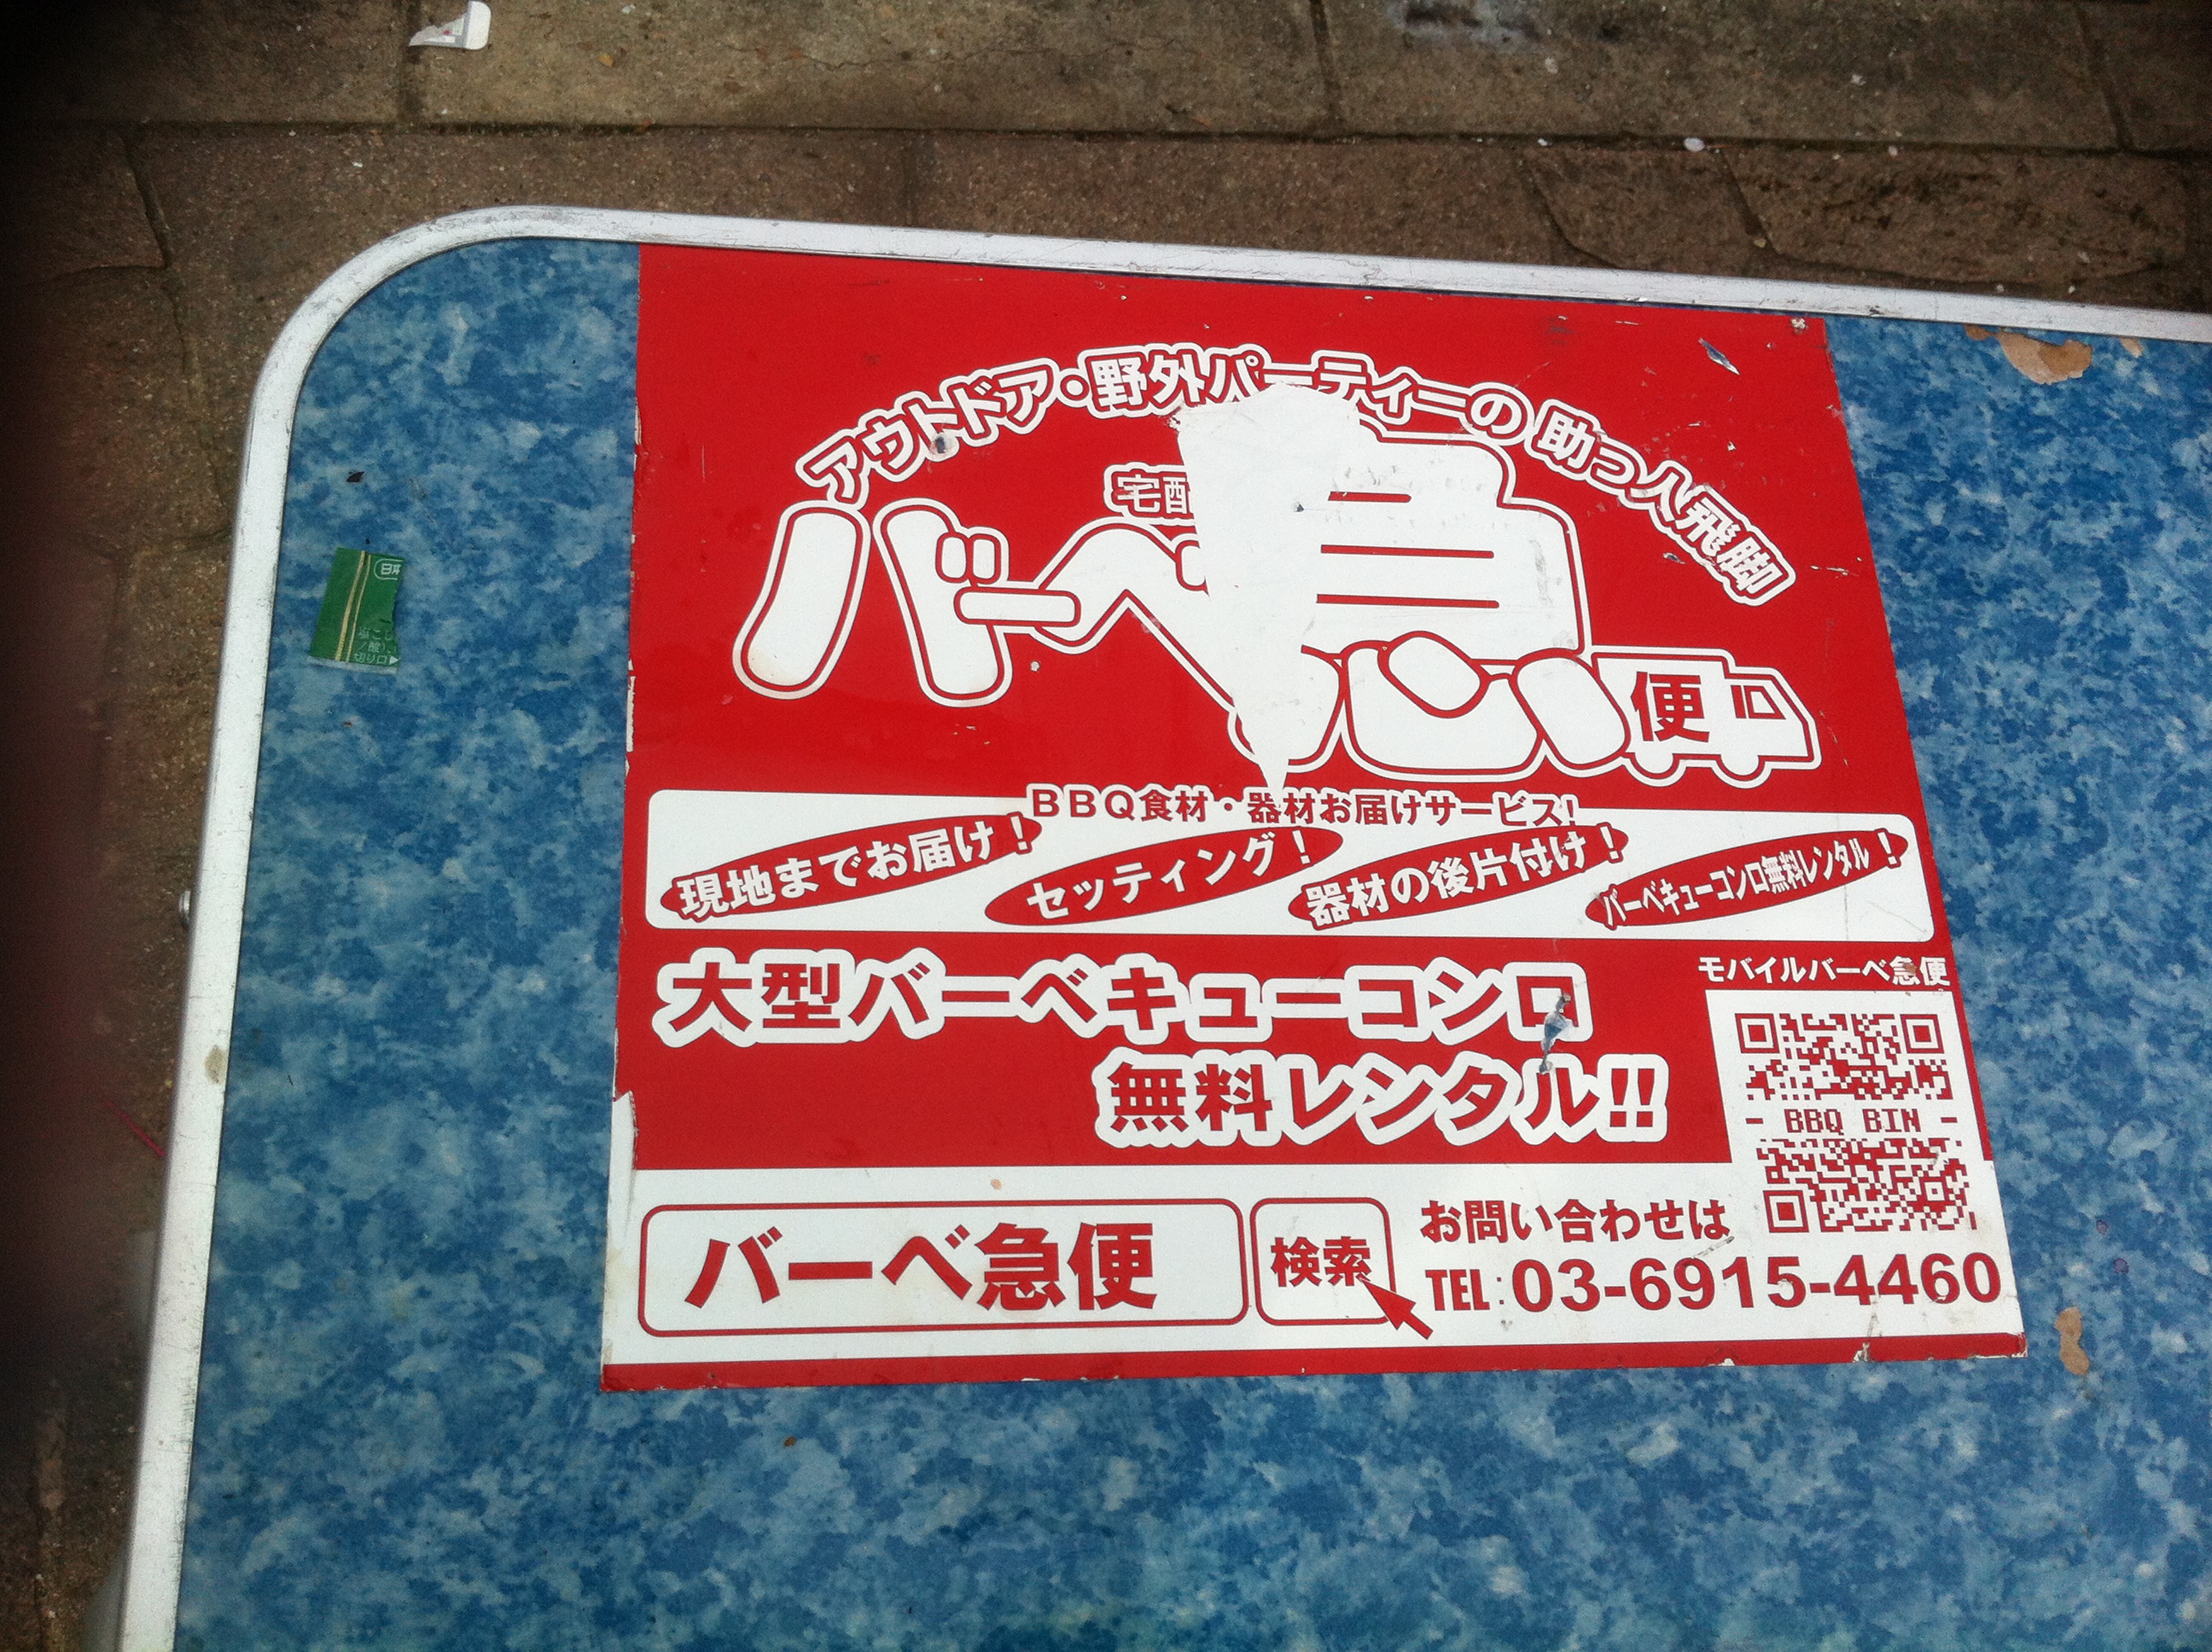 アウトドア・野外パーティーの助っ人飛脚
宅配
バーベ急便
BBQ食材・器材お届けサービス!
現地までお届け!
セッティング!
器材の後片付け!
バーベキューコンロ無料レンタル!
大型バーベキューコンロ
無料レンタル!!
モバイルバーベ急便
BBQ BIN
バーベ急便
検索
お問い合わせは
TEL:03-6915-4460
切り口▶